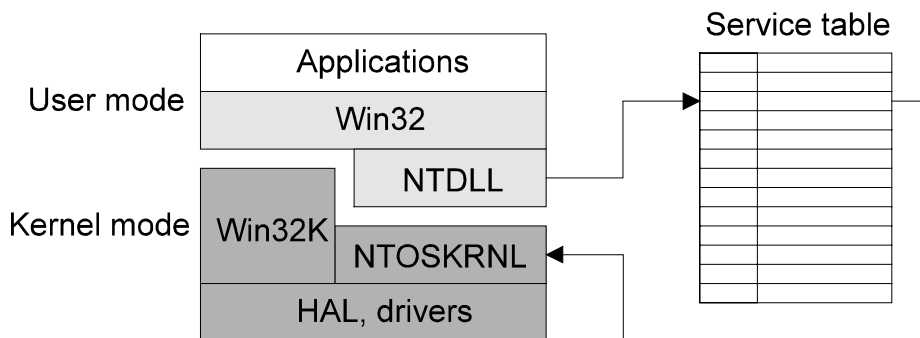 Service table
Applications
User mode
Win32
NTDLL
Kernel mode
Win32K
NTOSKRNL
HAL, drivers